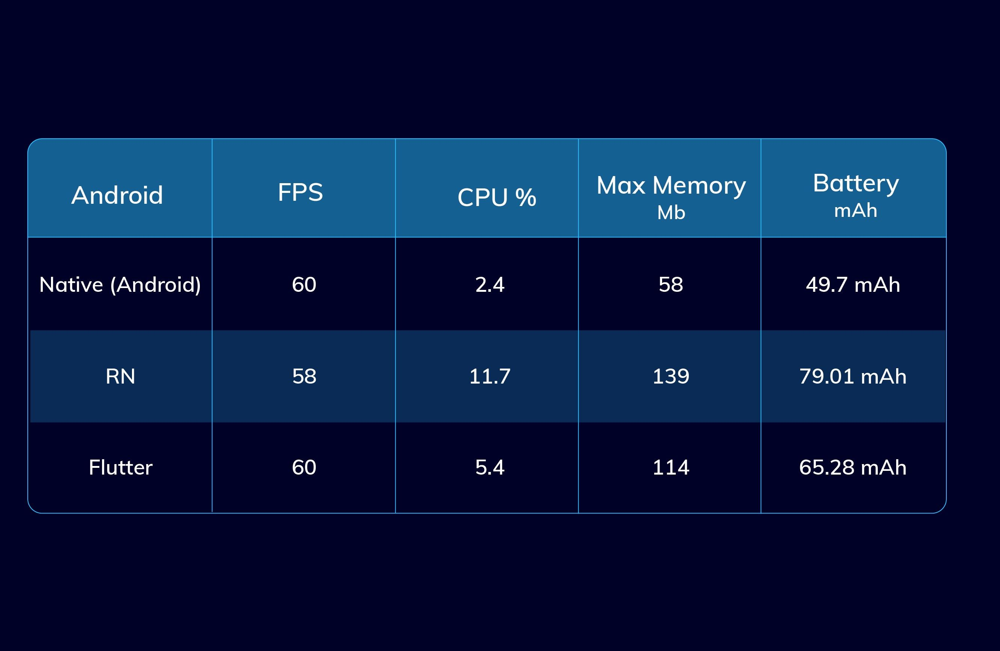 Android FPS CPU % Max Memory Battery
Mb mAh
Native (Android) 60 2.4 58 49.7 mAh
RN 58 11.7 139 79.01 mAh
Flutter 60 5.4 114 65.28 mAh